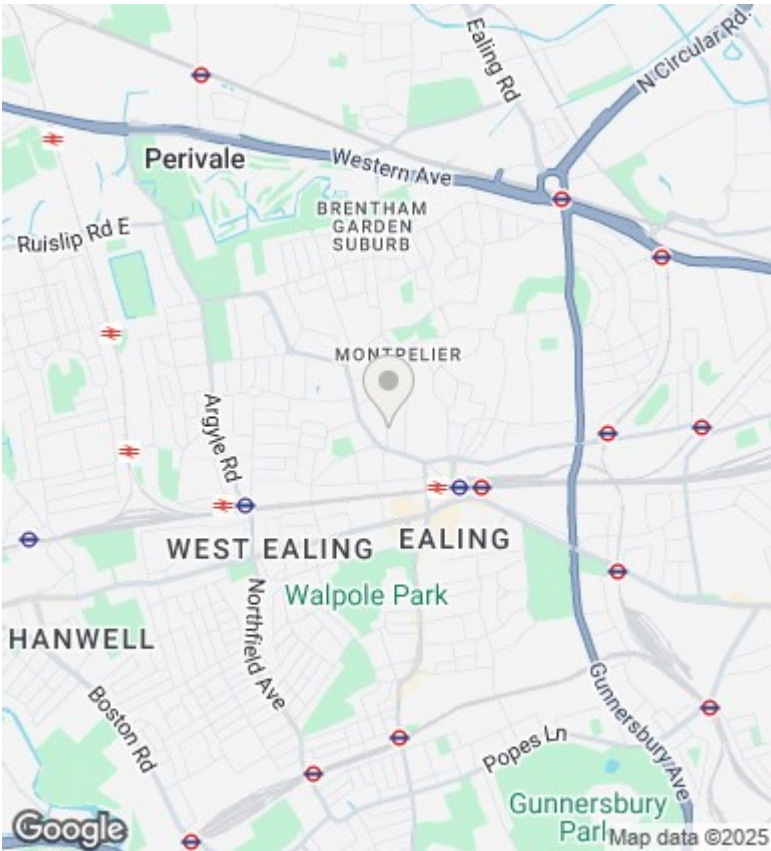 Ealing Rd
N Circular Rd.
Perivale
Western Ave
BRENTHAM
GARDEN
SUBURB
Ruislip Rd E
MONTPELIER
Argyle Rd
WEST EALING
EALING
Walpole Park
HANWELL
Northfield Ave
Boston Rd
Gunnersbury Ave
Popes Ln
Gunnersbury
Park
Google
Map data ©2025